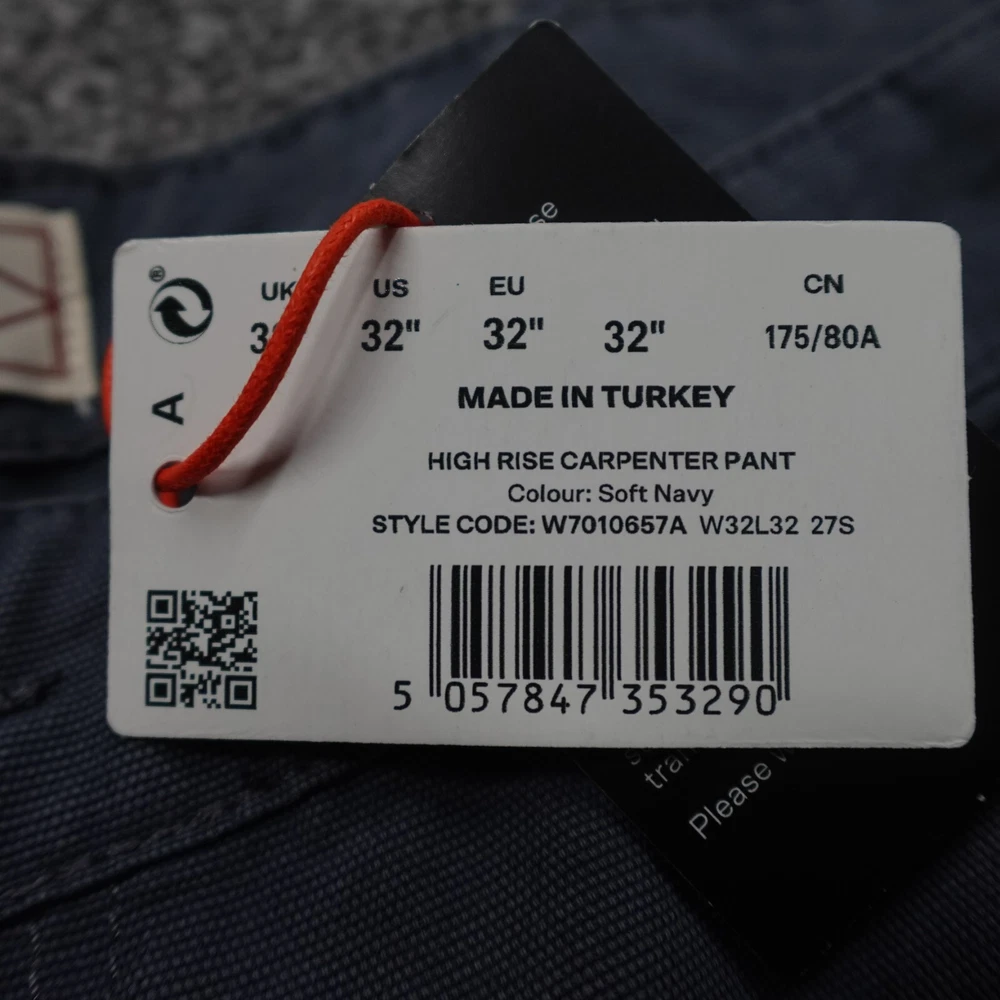 se
®
UK US EU CN
32" 32" 32" 175/80A
A
MADE IN TURKEY
HIGH RISE CARPENTER PANT
Colour: Soft Navy
STYLE CODE: W7010657A W32L32 27S
5 057847 353290
Please